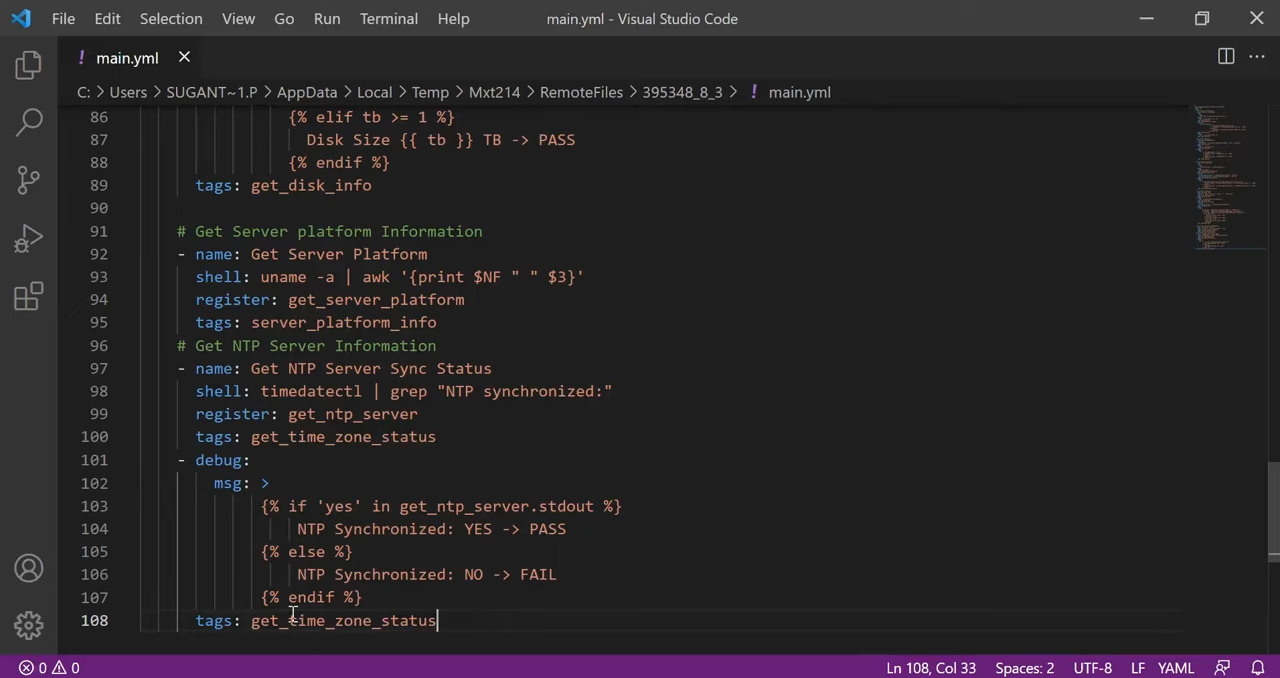 File Edit Selection View Go Run Terminal Help main.yml - Visual Studio Code
! main.yml
C: > Users > SUGANT~1.P > AppData > Local > Temp > Mxt214 > RemoteFiles > 395348_8_3 > ! main.yml
86 {% elif tb >= 1 %}
87 Disk Size {{ tb }} TB -> PASS
88 {% endif %}
89 tags: get_disk_info
90
91 # Get Server platform Information
92 - name: Get Server Platform
93 shell: uname -a | awk '{print $NF " " $3}'
94 register: get_server_platform
95 tags: server_platform_info
96 # Get NTP Server Information
97 - name: Get NTP Server Sync Status
98 shell: timedatectl | grep "NTP synchronized:"
99 register: get_ntp_server
100 tags: get_time_zone_status
101 - debug:
102 msg: >
103 {% if 'yes' in get_ntp_server.stdout %}
104 NTP Synchronized: YES -> PASS
105 {% else %}
106 NTP Synchronized: NO -> FAIL
107 {% endif %}
108 tags: get_time_zone_status
0 0 Ln 108, Col 33 Spaces: 2 UTF-8 LF YAML